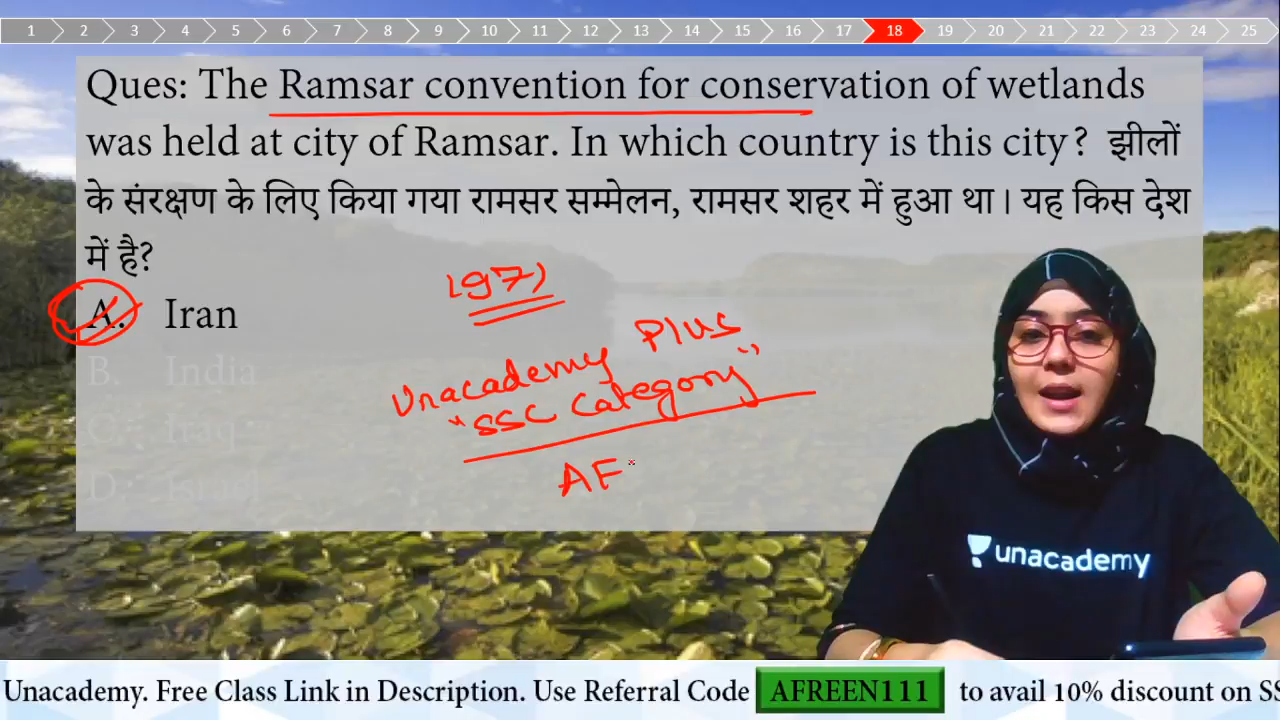 1 2 3 4 5 6 7 8 9 10 11 12 13 14 15 16 17 18 19 20 21 22 23 24 25
Ques: The Ramsar convention for conservation of wetlands
was held at city of Ramsar. In which country is this city? झीलों
के संरक्षण के लिए किया गया रामसर सम्मेलन, रामसर शहर में हुआ था। यह किस देश
में है?
1971
A. Iran
Unacademy Plus
B. India
"SSC Category"
C. Iraq
AF
D. Israel
unacademy
Unacademy. Free Class Link in Description. Use Referral Code AFREEN111 to avail 10% discount on SS